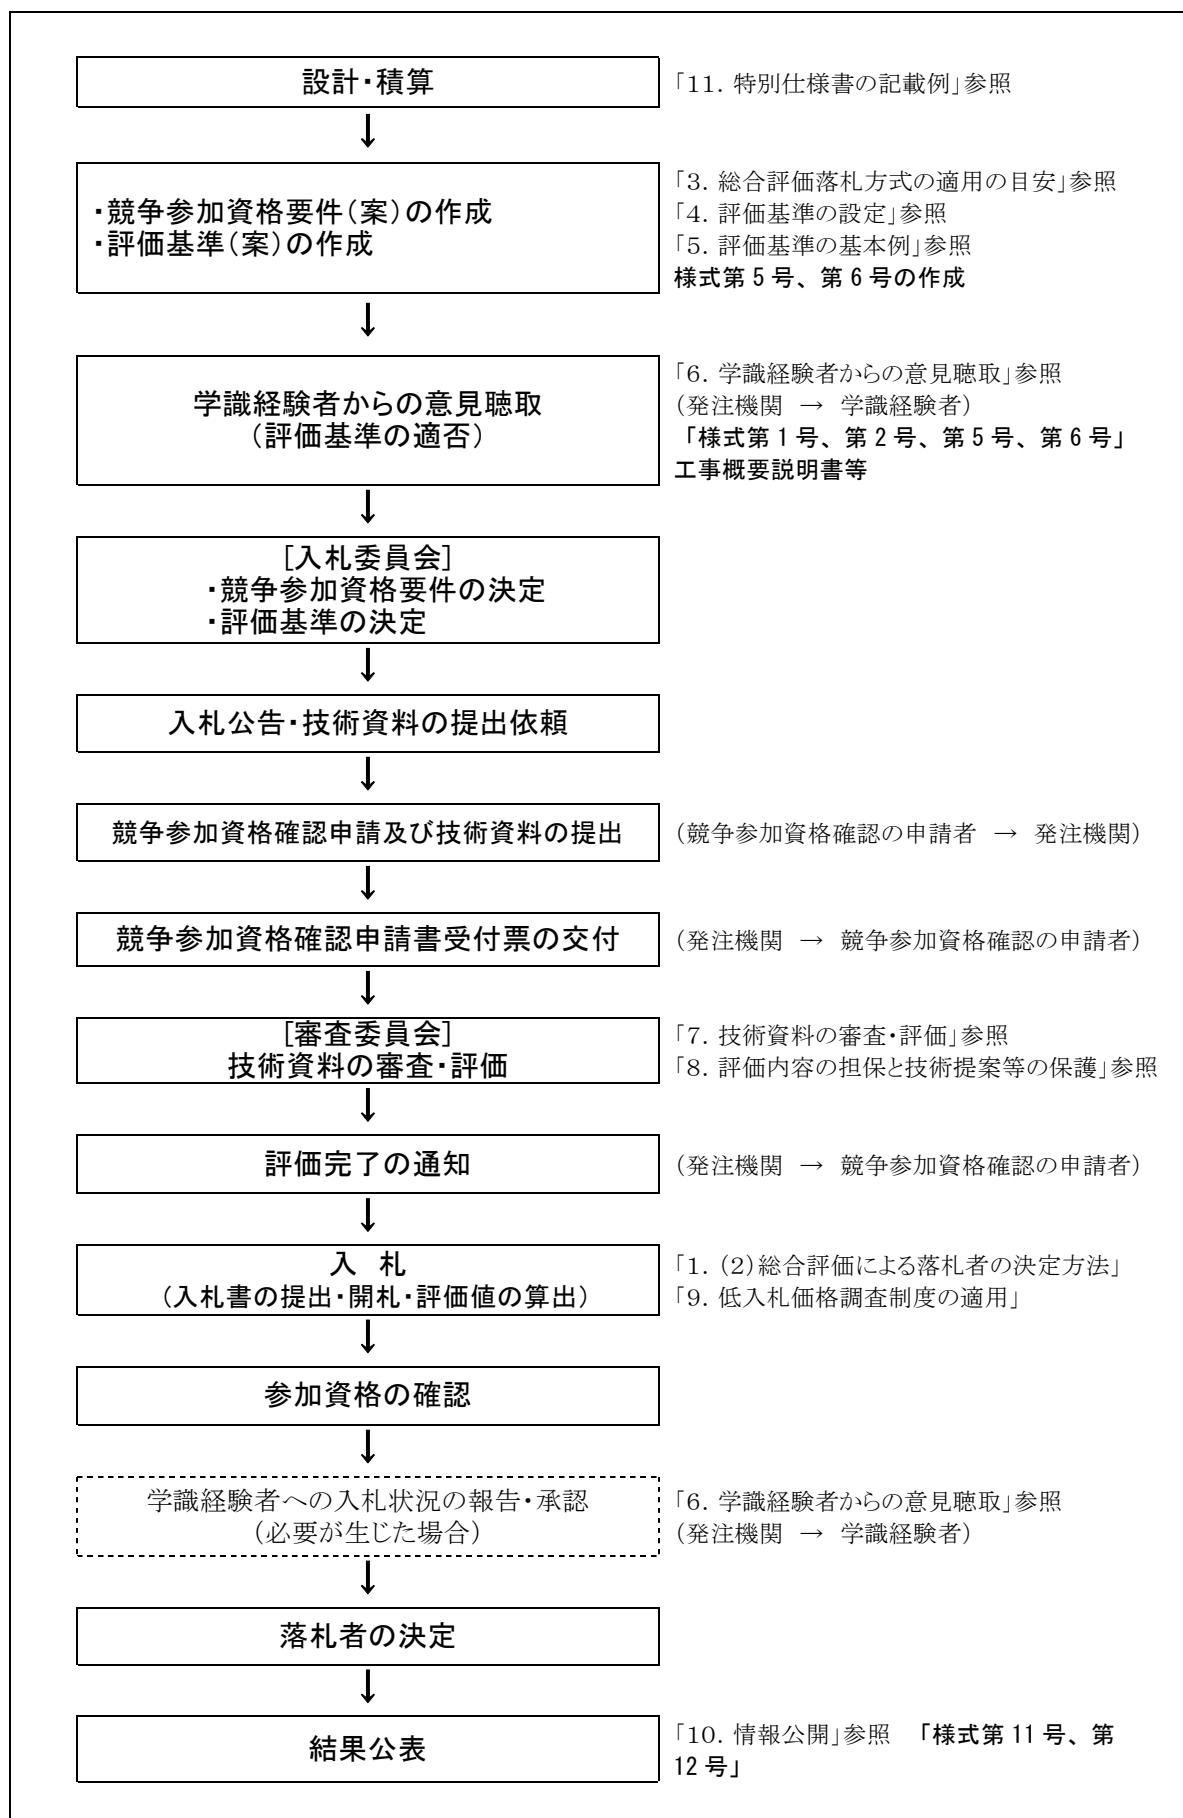 設計・積算
「11．特別仕様書の記載例」参照
↓
・競争参加資格要件（案）の作成
・評価基準（案）の作成
「3．総合評価落札方式の適用の目安」参照
「4．評価基準の設定」参照
「5．評価基準の基本例」参照
様式第5号、第6号の作成
↓
学識経験者からの意見聴取
（評価基準の適否）
「6．学識経験者からの意見聴取」参照
（発注機関 → 学識経験者）
「様式第1号、第2号、第5号、第6号」
工事概要説明書等
↓
[入札委員会]
・競争参加資格要件の決定
・評価基準の決定
↓
入札公告・技術資料の提出依頼
↓
競争参加資格確認申請及び技術資料の提出
（競争参加資格確認の申請者 → 発注機関）
↓
競争参加資格確認申請書受付票の交付
（発注機関 → 競争参加資格確認の申請者）
↓
[審査委員会]
技術資料の審査・評価
「7．技術資料の審査・評価」参照
「8．評価内容の担保と技術提案等の保護」参照
↓
評価完了の通知
（発注機関 → 競争参加資格確認の申請者）
↓
入 札
（入札書の提出・開札・評価値の算出）
「1．（2）総合評価による落札者の決定方法」
「9．低入札価格調査制度の適用」
↓
参加資格の確認
↓
学識経験者への入札状況の報告・承認
（必要が生じた場合）
「6．学識経験者からの意見聴取」参照
（発注機関 → 学識経験者）
↓
落札者の決定
↓
結果公表
「10．情報公開」参照 「様式第11号、第
12号」